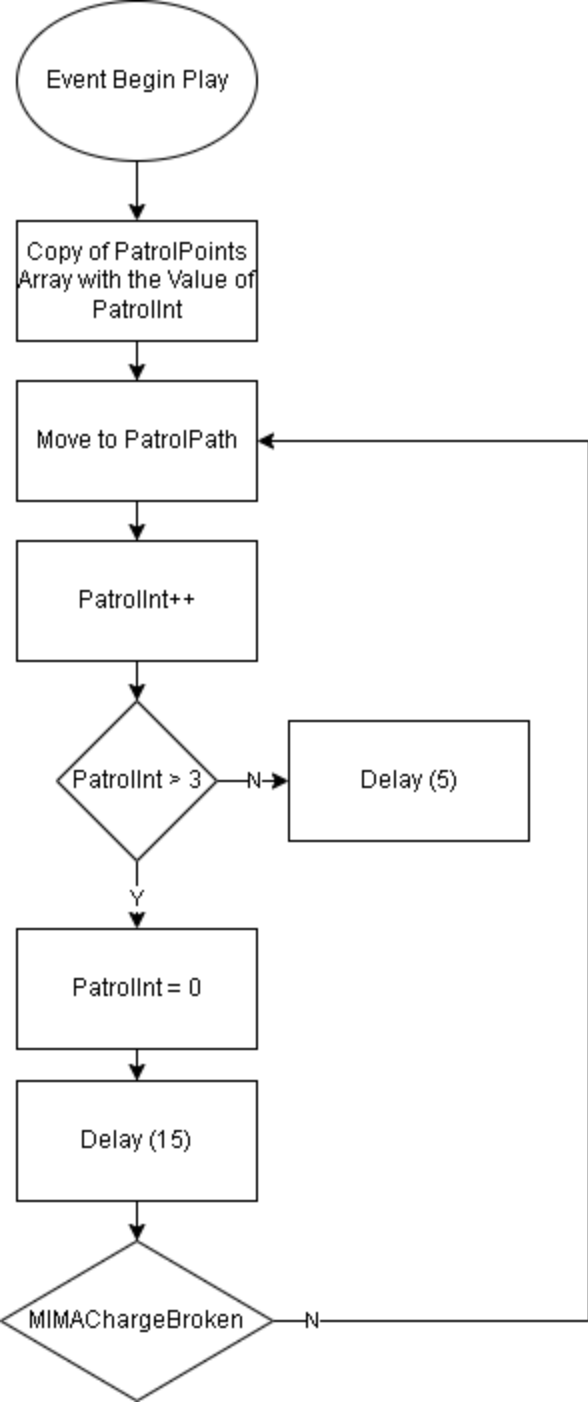 Event Begin Play
Copy of PatrolPoints
Array with the Value of
PatrolInt
Move to PatrolPath
PatrolInt++
PatrolInt > 3
N
Delay (5)
Y
PatrolInt = 0
Delay (15)
MIMAChargeBroken
N